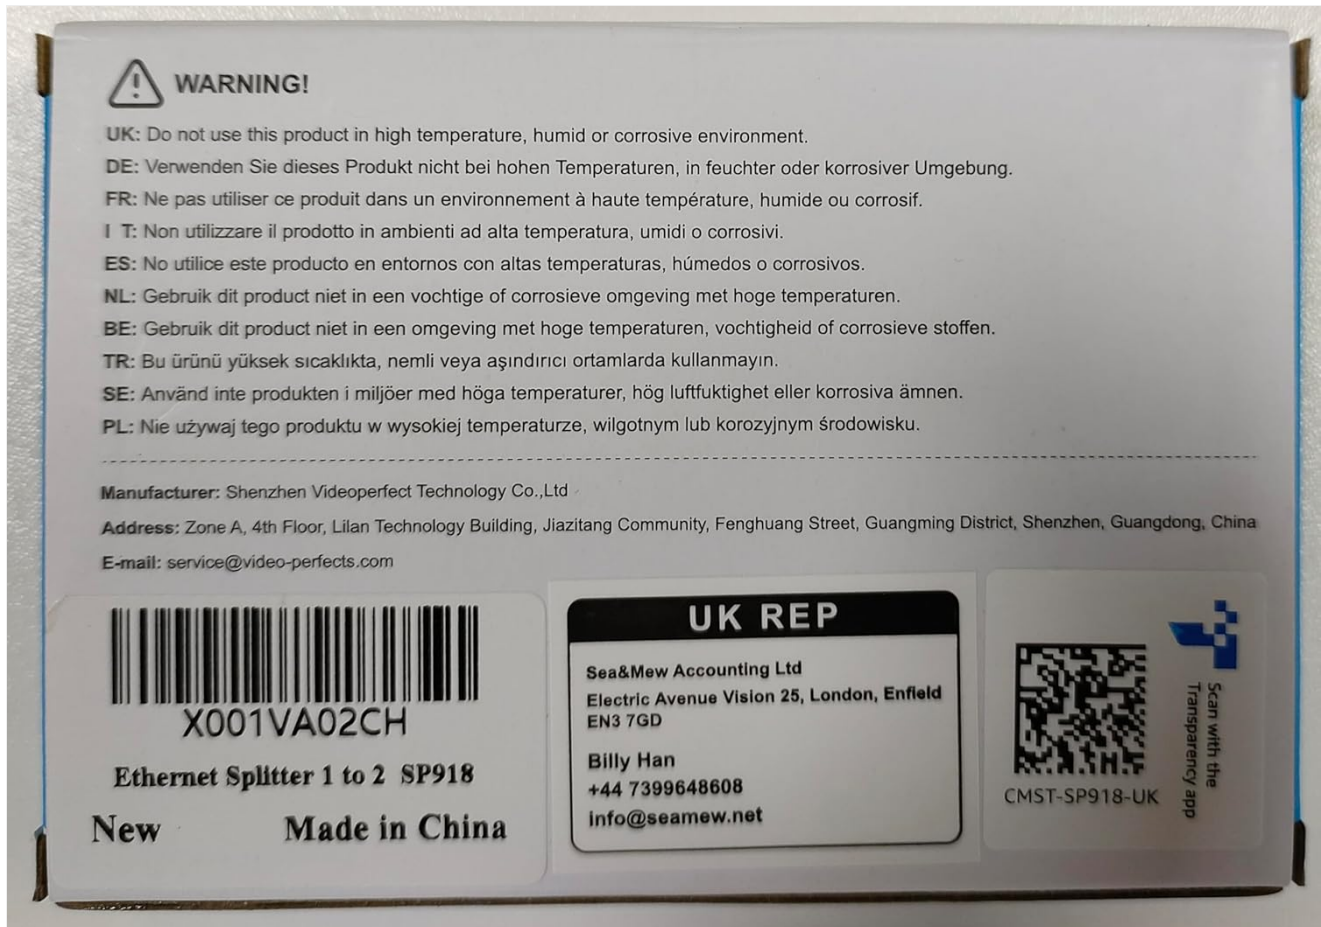 WARNING!
UK: Do not use this product in high temperature, humid or corrosive environment.
DE: Verwenden Sie dieses Produkt nicht bei hohen Temperaturen, in feuchter oder korrosiver Umgebung.
FR: Ne pas utiliser ce produit dans un environnement à haute température, humide ou corrosif.
I T: Non utilizzare il prodotto in ambienti ad alta temperatura, umidi o corrosivi.
ES: No utilice este producto en entornos con altas temperaturas, húmedos o corrosivos.
NL: Gebruik dit product niet in een vochtige of corrosieve omgeving met hoge temperaturen.
BE: Gebruik dit product niet in een omgeving met hoge temperaturen, vochtigheid of corrosieve stoffen.
TR: Bu ürünü yüksek sıcaklıkta, nemli veya aşındırıcı ortamlarda kullanmayın.
SE: Använd inte produkten i miljöer med höga temperaturer, hög luftfuktighet eller korrosiva ämnen.
PL: Nie używaj tego produktu w wysokiej temperaturze, wilgotnym lub korozyjnym środowisku.
Manufacturer: Shenzhen Videoperfect Technology Co.,Ltd
Address: Zone A, 4th Floor, Lilan Technology Building, Jiazitang Community, Fenghuang Street, Guangming District, Shenzhen, Guangdong, China
E-mail: service@video-perfects.com
X001VA02CH
Ethernet Splitter 1 to 2 SP918
New Made in China
UK REP
Sea&Mew Accounting Ltd
Electric Avenue Vision 25, London, Enfield
EN3 7GD
Billy Han
+44 7399648608
info@seamew.net
CMST-SP918-UK
Scan with the
Transparency app